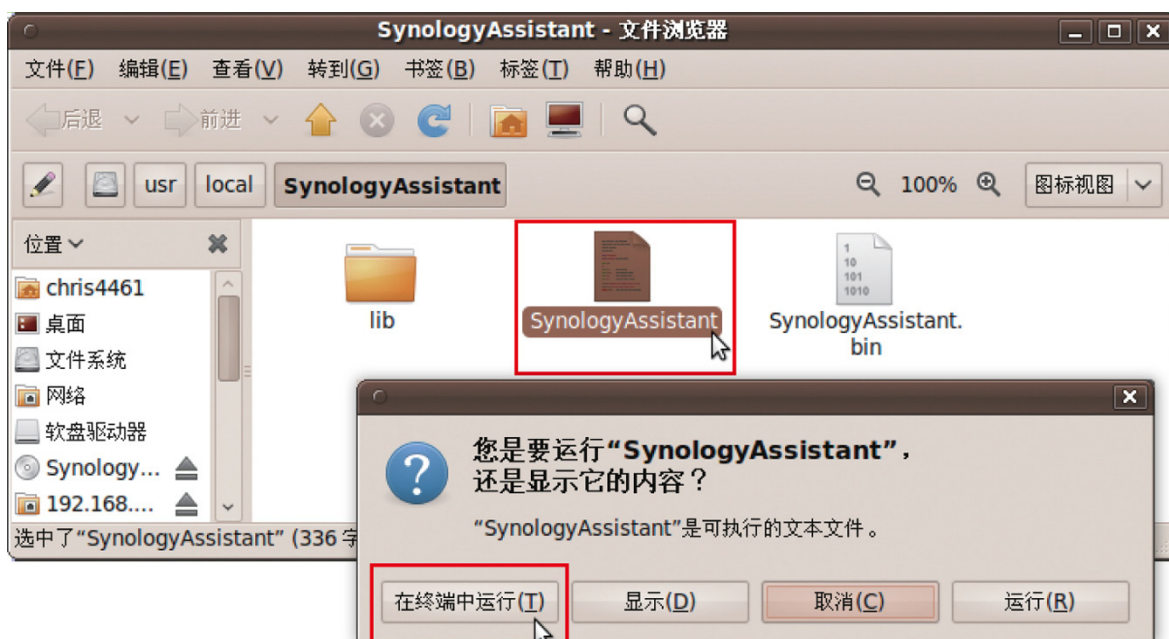 SynologyAssistant - 文件浏览器
文件(F) 编辑(E) 查看(V) 转到(G) 书签(B) 标签(T) 帮助(H)
后退 前进
usr local SynologyAssistant 100% 图标视图
位置
chris4461
桌面
文件系统
网络
软盘驱动器
Synology...
192.168....
lib
SynologyAssistant
1
10
101
1010
SynologyAssistant.
bin
选中了“SynologyAssistant” (336 字
您是要运行“SynologyAssistant”，
还是显示它的内容？
“SynologyAssistant”是可执行的文本文件。
在终端中运行(T) 显示(D) 取消(C) 运行(R)